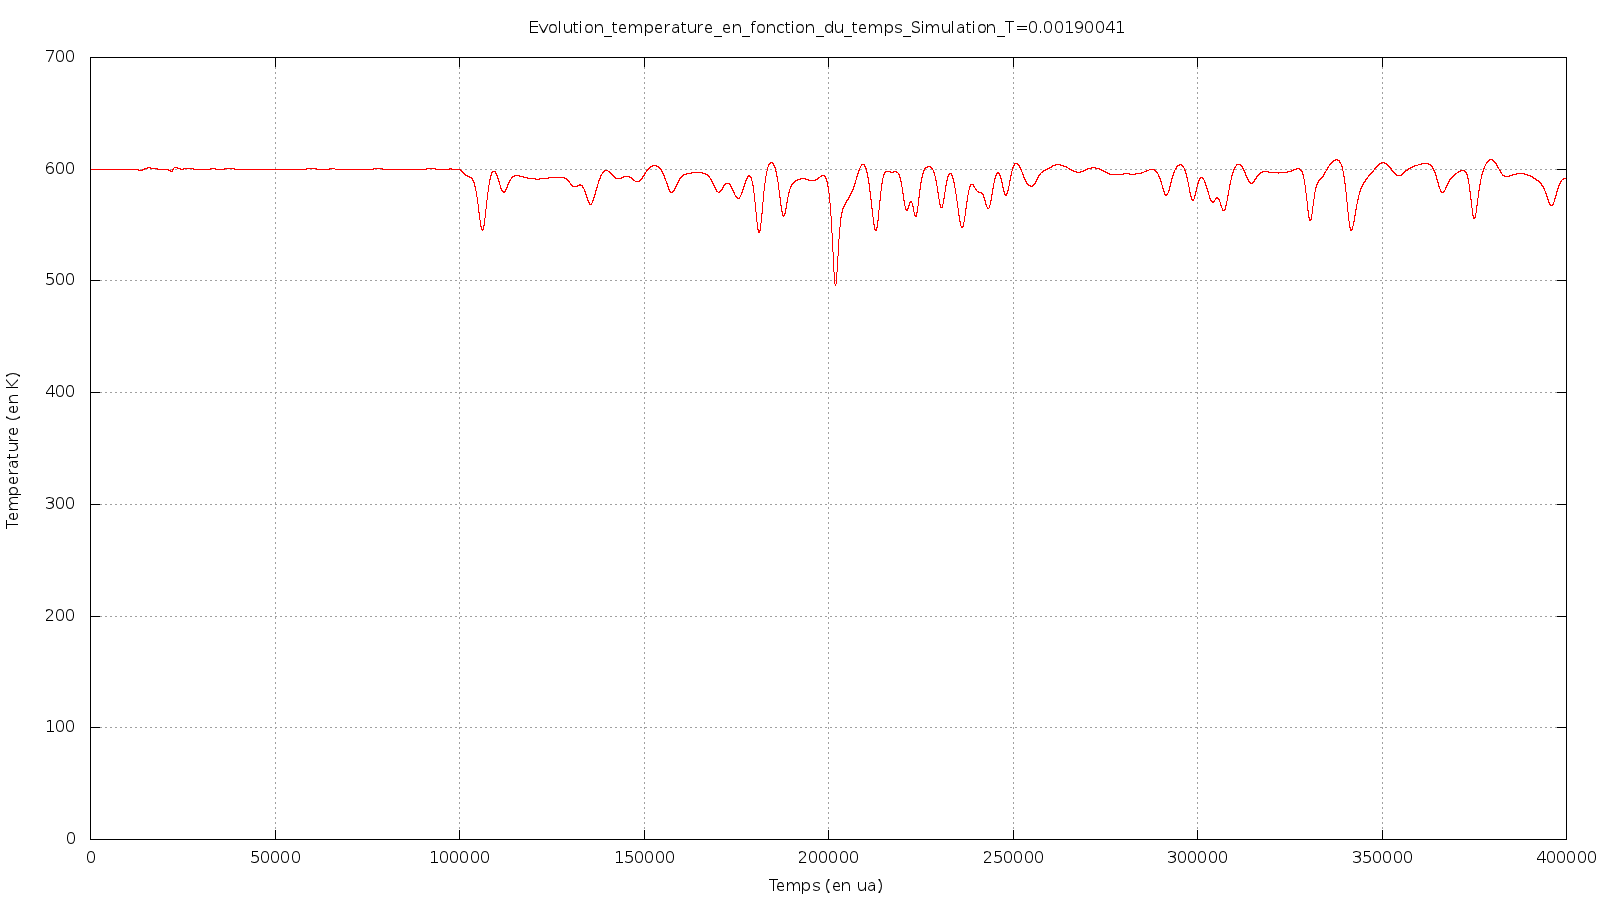 Evolution_temperature_en_fonction_du_temps_Simulation_T=0.00190041
700
600
500
400
300
200
100
0
Temperature (en K)
0 50000 100000 150000 200000 250000 300000 350000 400000
Temps (en ua)